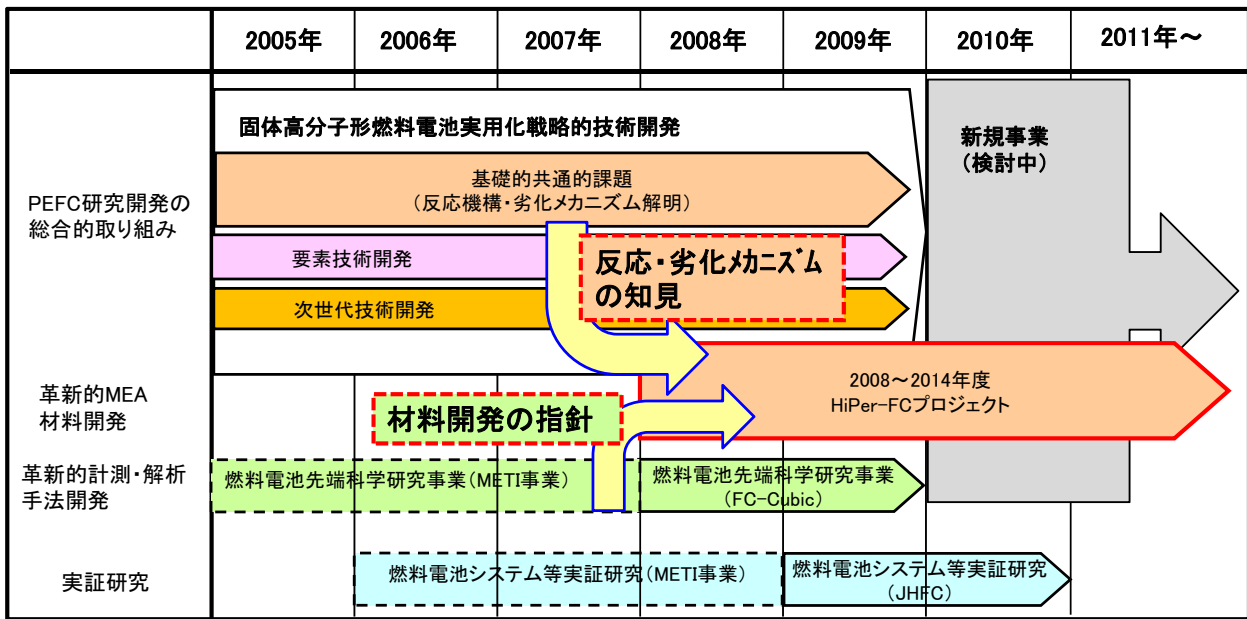 2005年
2006年
2007年
2008年
2009年
2010年
2011年～
PEFC研究開発の
総合的取り組み
固体高分子形燃料電池実用化戦略的技術開発
基礎的共通的課題
(反応機構・劣化メカニズム解明)
要素技術開発
次世代技術開発
反応・劣化ﾒｶﾆｽﾞﾑ
の知見
新規事業
(検討中)
革新的MEA
材料開発
2008～2014年度
HiPer-FCプロジェクト
材料開発の指針
革新的計測・解析
手法開発
燃料電池先端科学研究事業(METI事業)
燃料電池先端科学研究事業
(FC-Cubic)
実証研究
燃料電池システム等実証研究(METI事業)
燃料電池システム等実証研究
(JHFC)